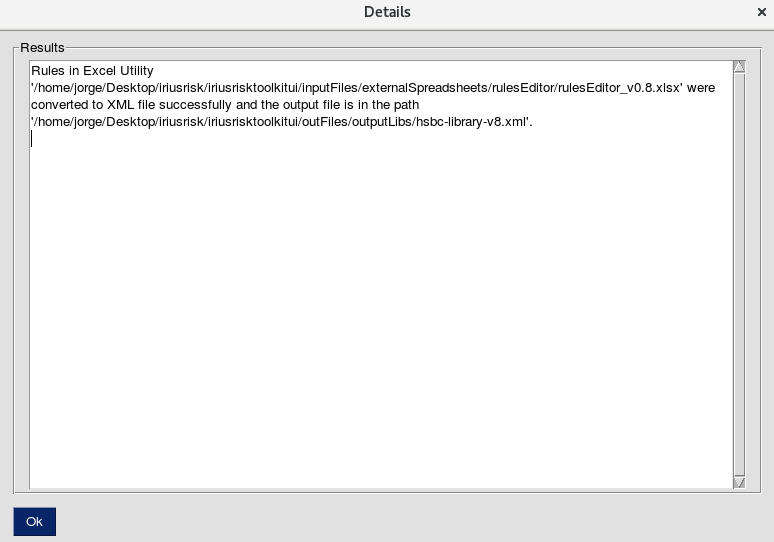 Details
Results
Rules in Excel Utility
'/home/jorge/Desktop/iriusrisk/iriusrisktoolkitui/inputFiles/externalSpreadsheets/rulesEditor/rulesEditor_v0.8.xlsx' were
converted to XML file successfully and the output file is in the path
'/home/jorge/Desktop/iriusrisk/iriusrisktoolkitui/outFiles/outputLibs/hsbc-library-v8.xml'.
Ok